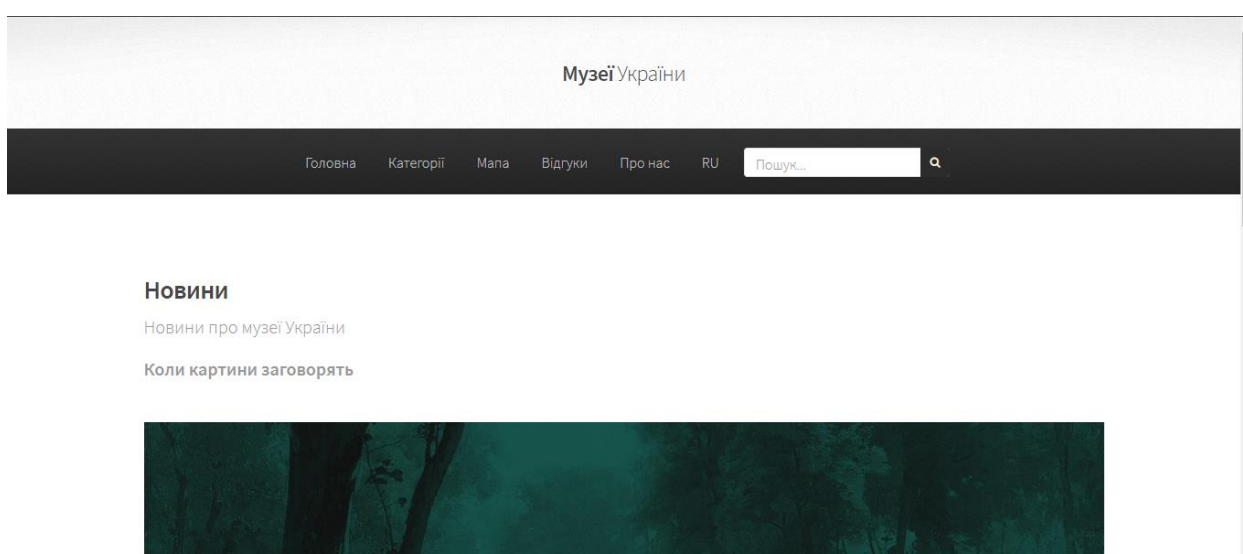 Музеї України
Головна Категорії Мапа Відгуки Про нас RU Пошук...
Новини
Новини про музеї України
Коли картини заговорять